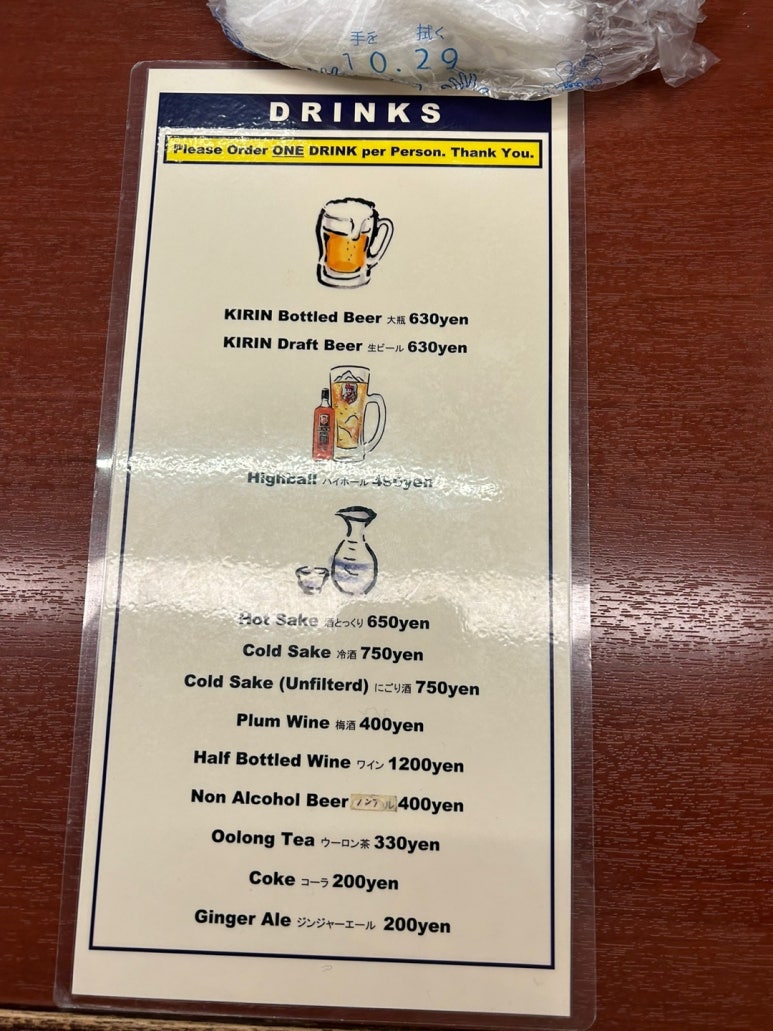 手を 拭く
10.29
DRINKS
Please Order ONE DRINK per Person. Thank You.
KIRIN Bottled Beer 大瓶 630yen
KIRIN Draft Beer 生ビール 630yen
Highball ハイボール
Hot Sake 酒とっくり 650yen
Cold Sake 冷酒 750yen
Cold Sake (Unfilterd) にごり酒 750yen
Plum Wine 梅酒 400yen
Half Bottled Wine ワイン 1200yen
Non Alcohol Beer 400yen
Oolong Tea ウーロン茶 330yen
Coke コーラ 200yen
Ginger Ale ジンジャーエール 200yen